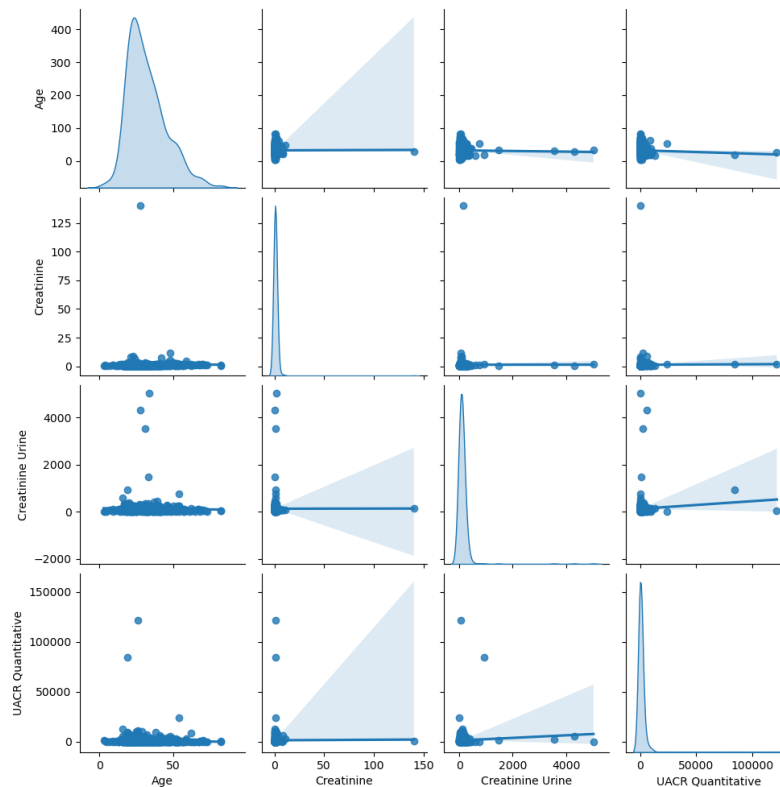 400
300
200
100
0
Age
125
100
75
50
25
0
Creatinine
4000
2000
0
−2000
Creatinine Urine
150000
100000
50000
0
UACR Quantitative
0 50
Age
0 50 100 150
Creatinine
0 2000 4000
Creatinine Urine
0 50000 100000
UACR Quantitative